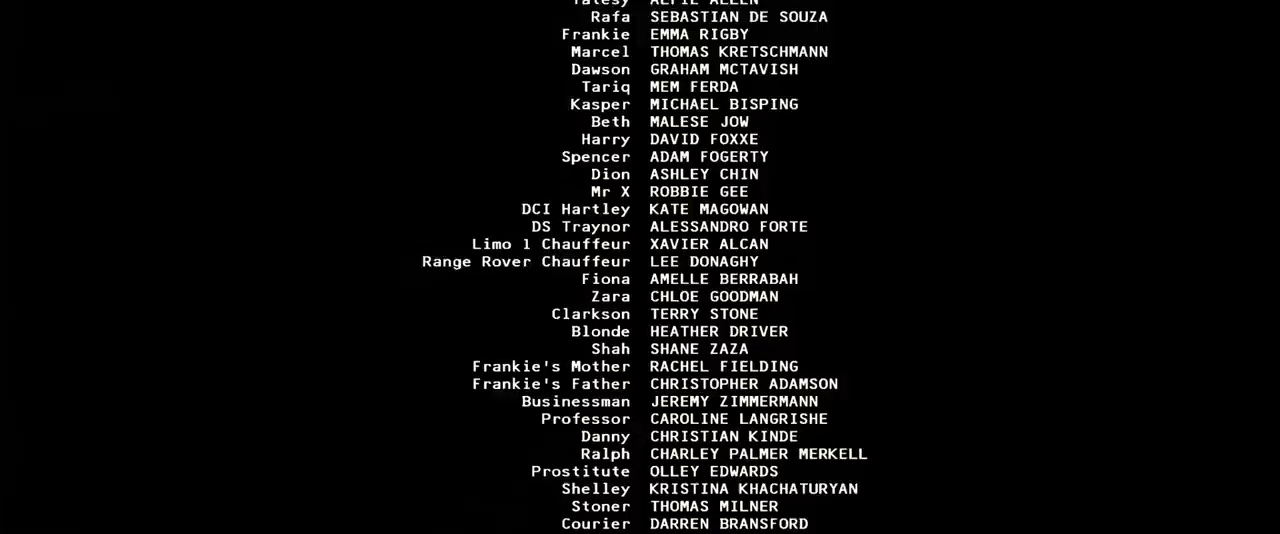 Yatesy ALFIE ALLEN
Rafa SEBASTIAN DE SOUZA
Frankie EMMA RIGBY
Marcel THOMAS KRETSCHMANN
Dawson GRAHAM MCTAVISH
Tariq MEM FERDA
Kasper MICHAEL BISPING
Beth MALESE JOW
Harry DAVID FOXXE
Spencer ADAM FOGERTY
Dion ASHLEY CHIN
Mr X ROBBIE GEE
DCI Hartley KATE MAGOWAN
DS Traynor ALESSANDRO FORTE
Limo 1 Chauffeur XAVIER ALCAN
Range Rover Chauffeur LEE DONAGHY
Fiona AMELLE BERRABAH
Zara CHLOE GOODMAN
Clarkson TERRY STONE
Blonde HEATHER DRIVER
Shah SHANE ZAZA
Frankie's Mother RACHEL FIELDING
Frankie's Father CHRISTOPHER ADAMSON
Businessman JEREMY ZIMMERMANN
Professor CAROLINE LANGRISHE
Danny CHRISTIAN KINDE
Ralph CHARLEY PALMER MERKELL
Prostitute OLLEY EDWARDS
Shelley KRISTINA KHACHATURYAN
Stoner THOMAS MILNER
Courier DARREN BRANSFORD